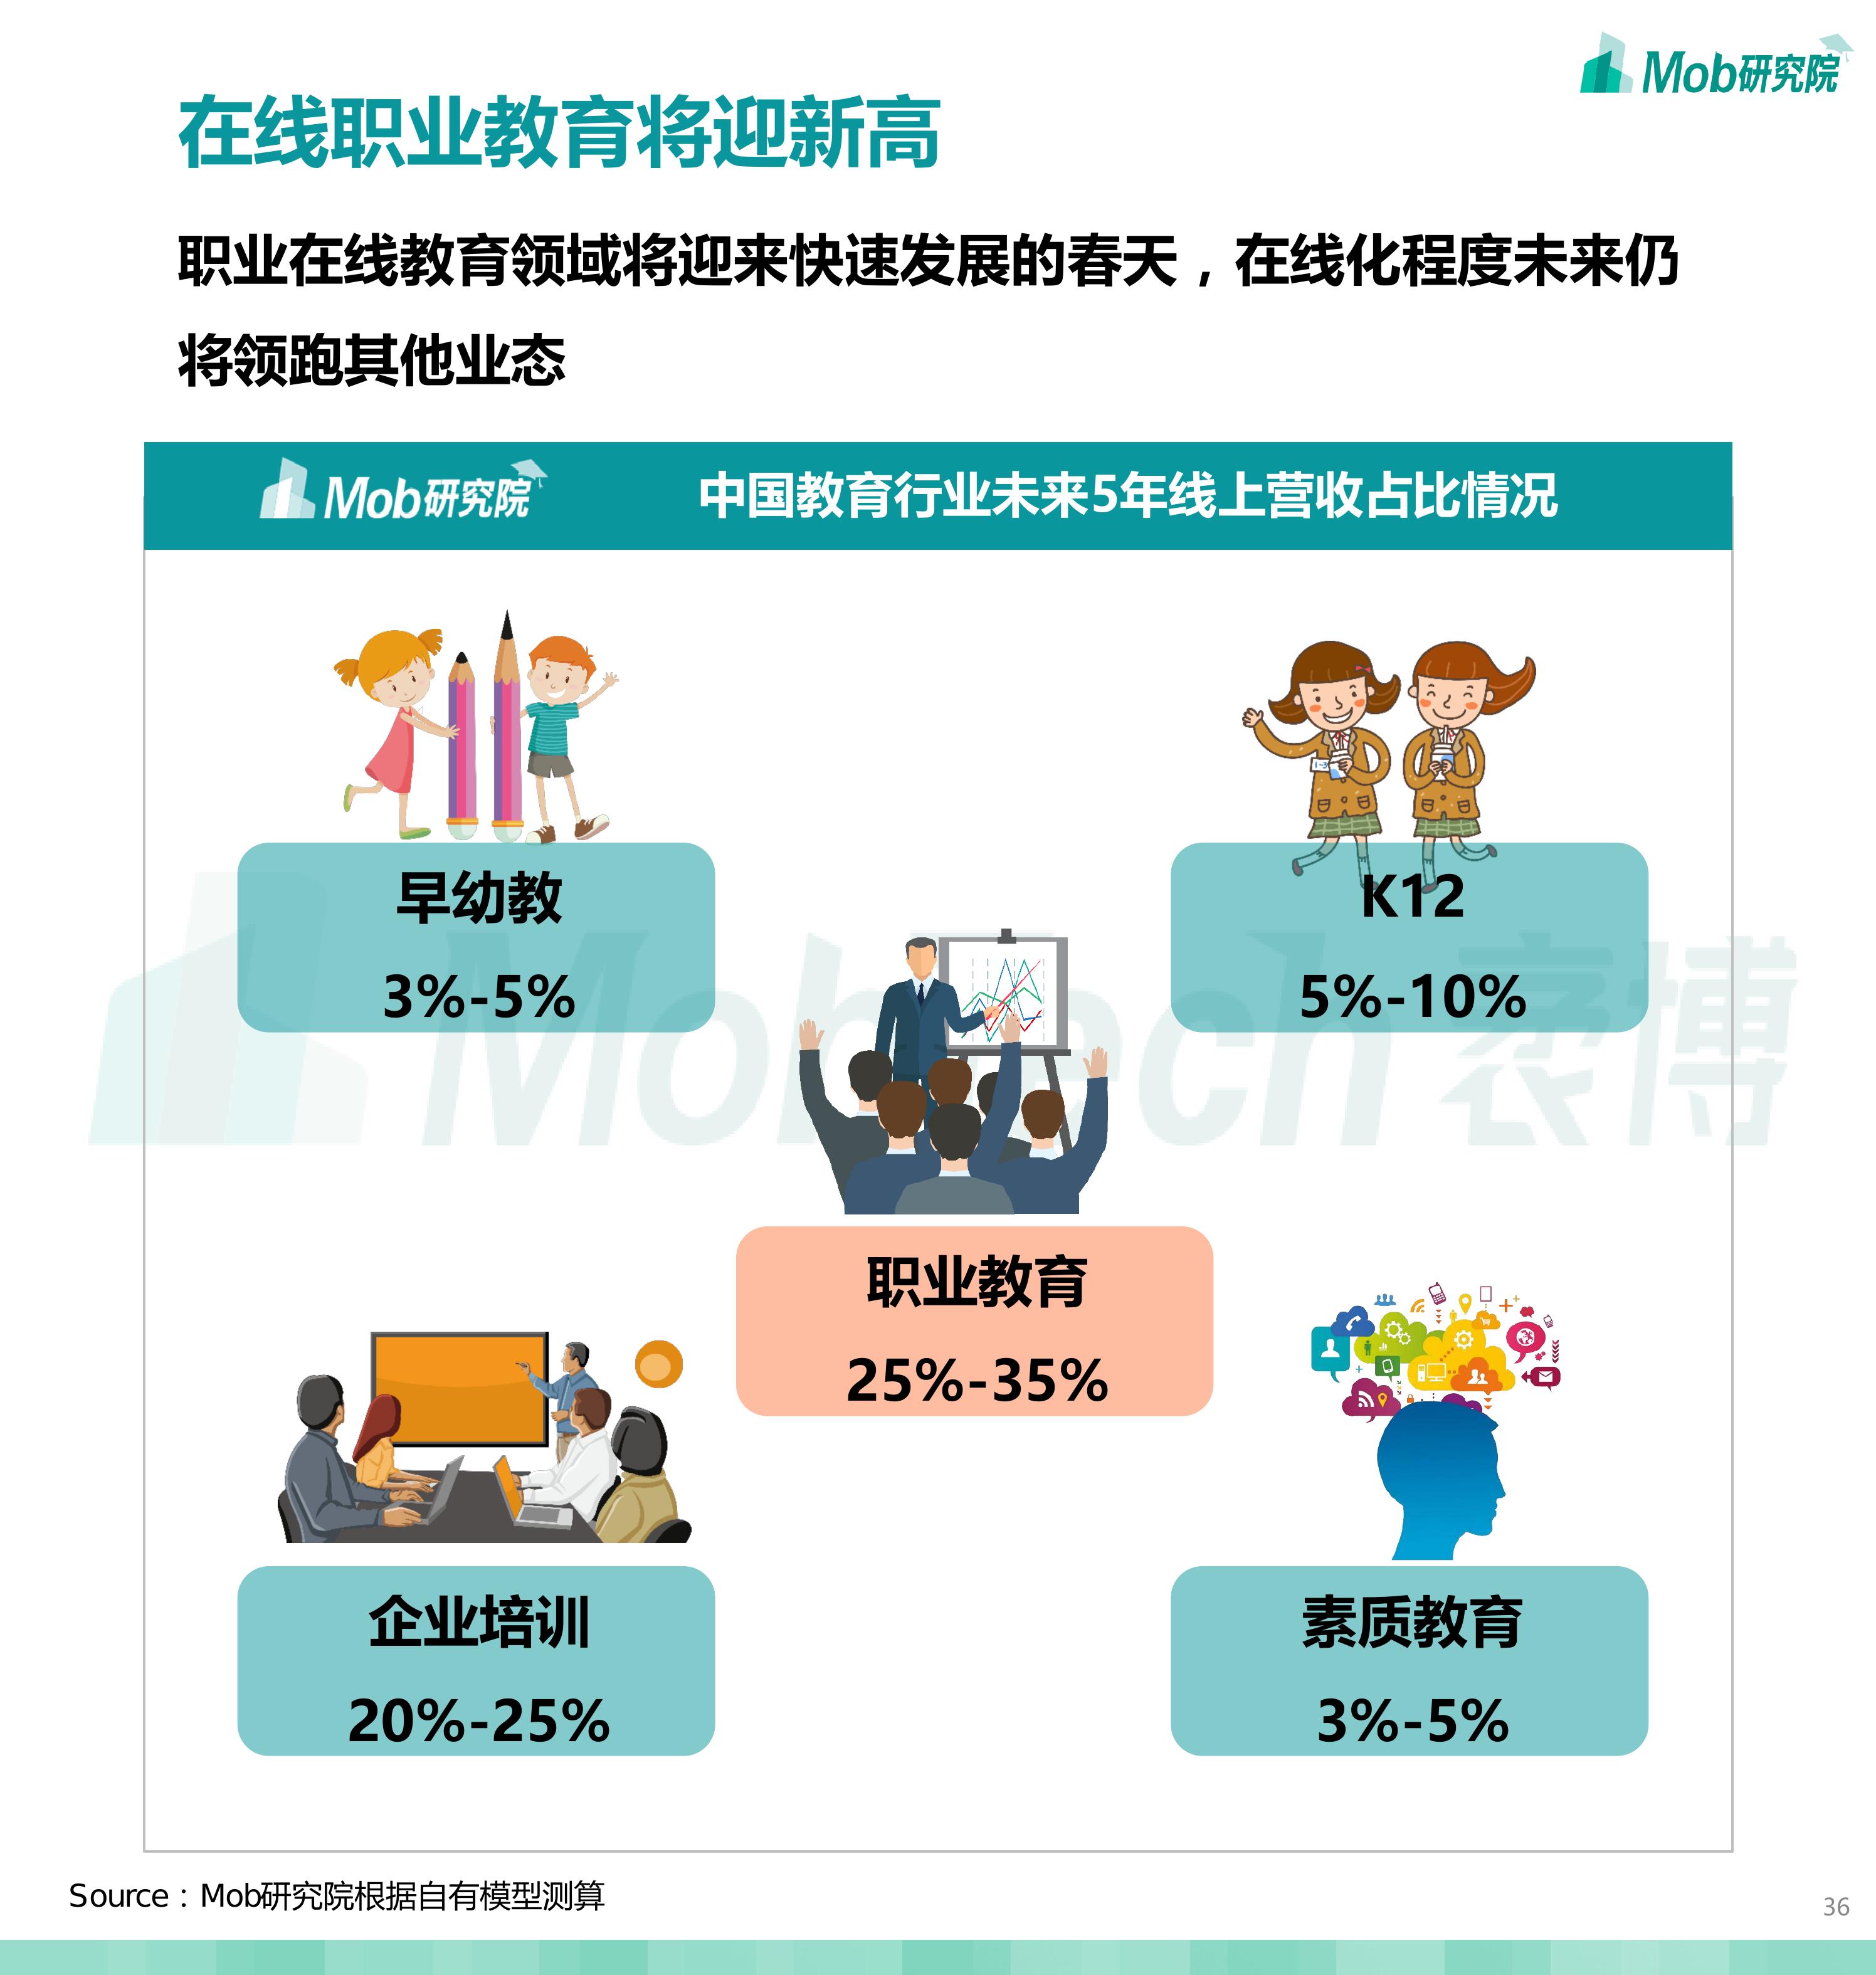 Mob研究院
在线职业教育将迎新高
职业在线教育领域将迎来快速发展的春天，在线化程度未来仍
将领跑其他业态
Mob研究院
中国教育行业未来5年线上营收占比情况
早幼教
3%-5%
K12
5%-10%
MobTech 袤博
职业教育
25%-35%
企业培训
20%-25%
素质教育
3%-5%
Source：Mob研究院根据自有模型测算
36